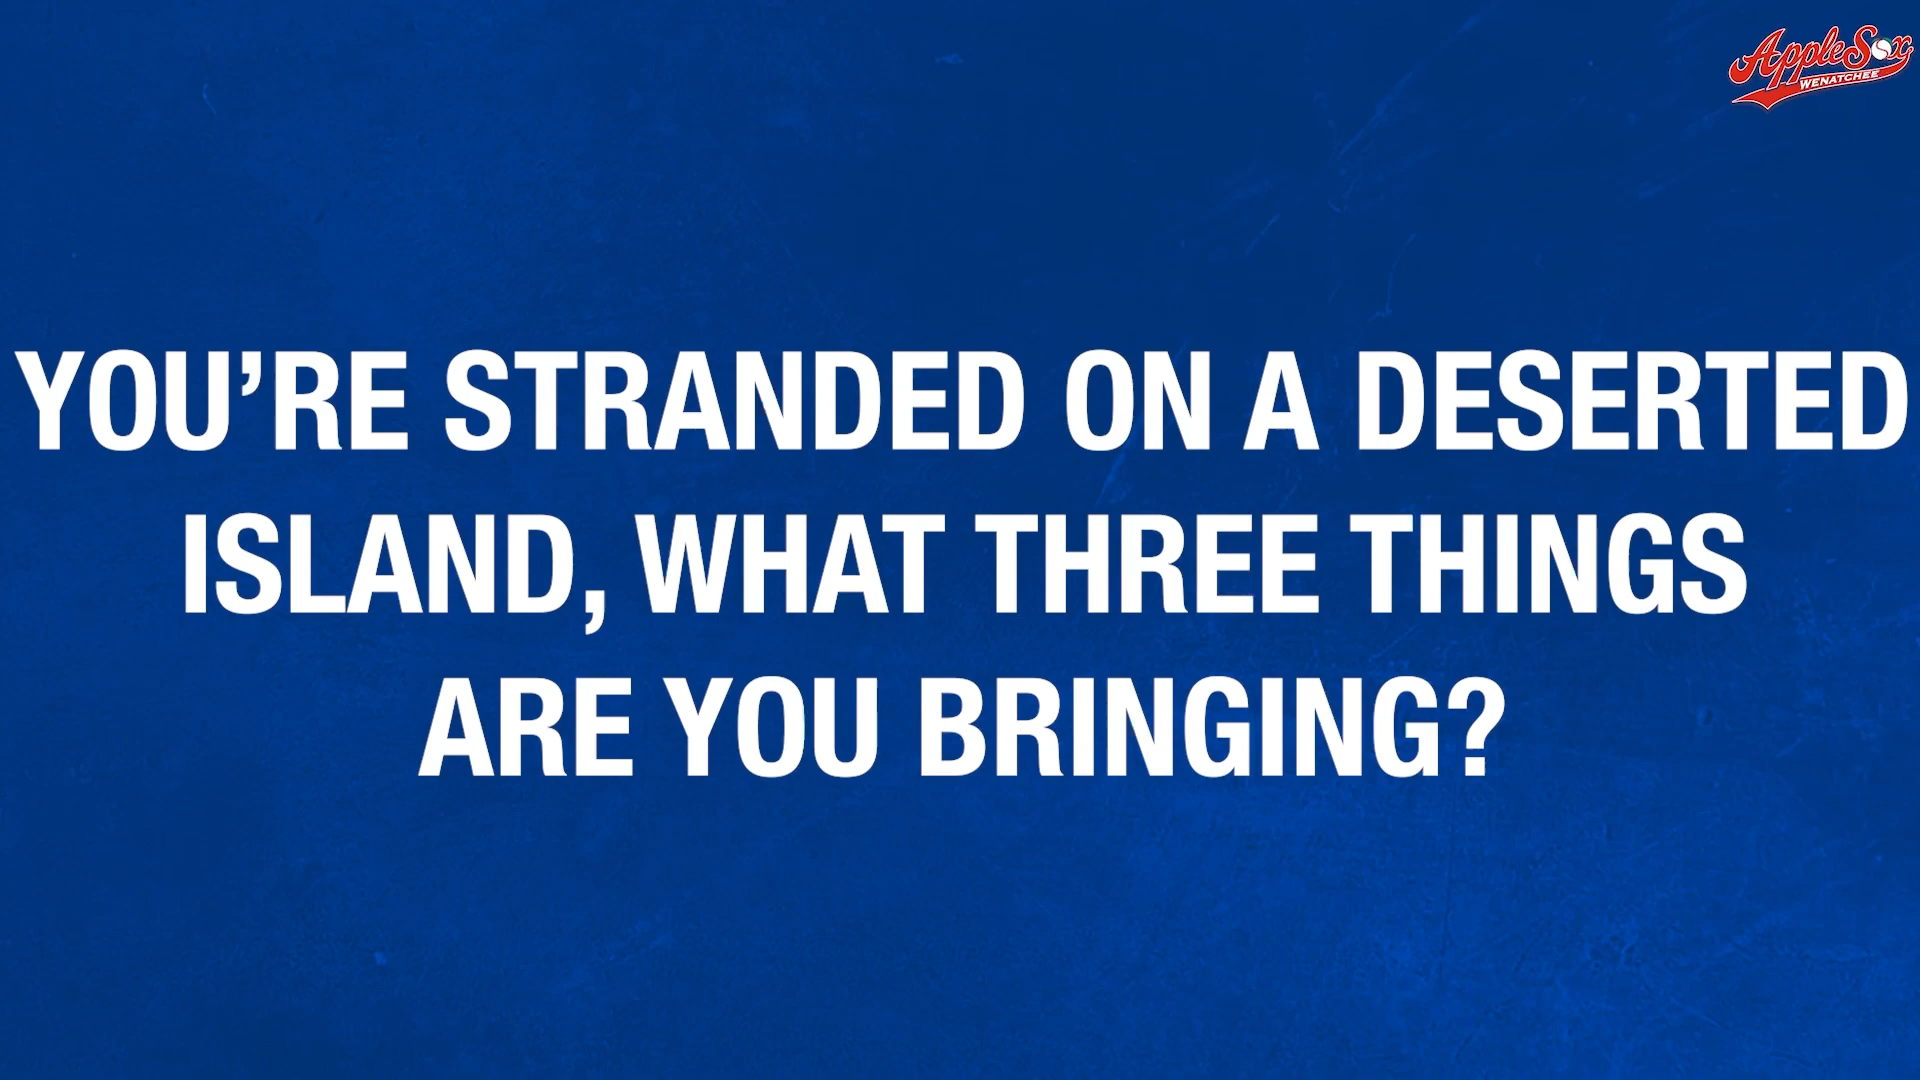 AppleSox
WENATCHEE
YOU’RE STRANDED ON A DESERTED
ISLAND, WHAT THREE THINGS
ARE YOU BRINGING?